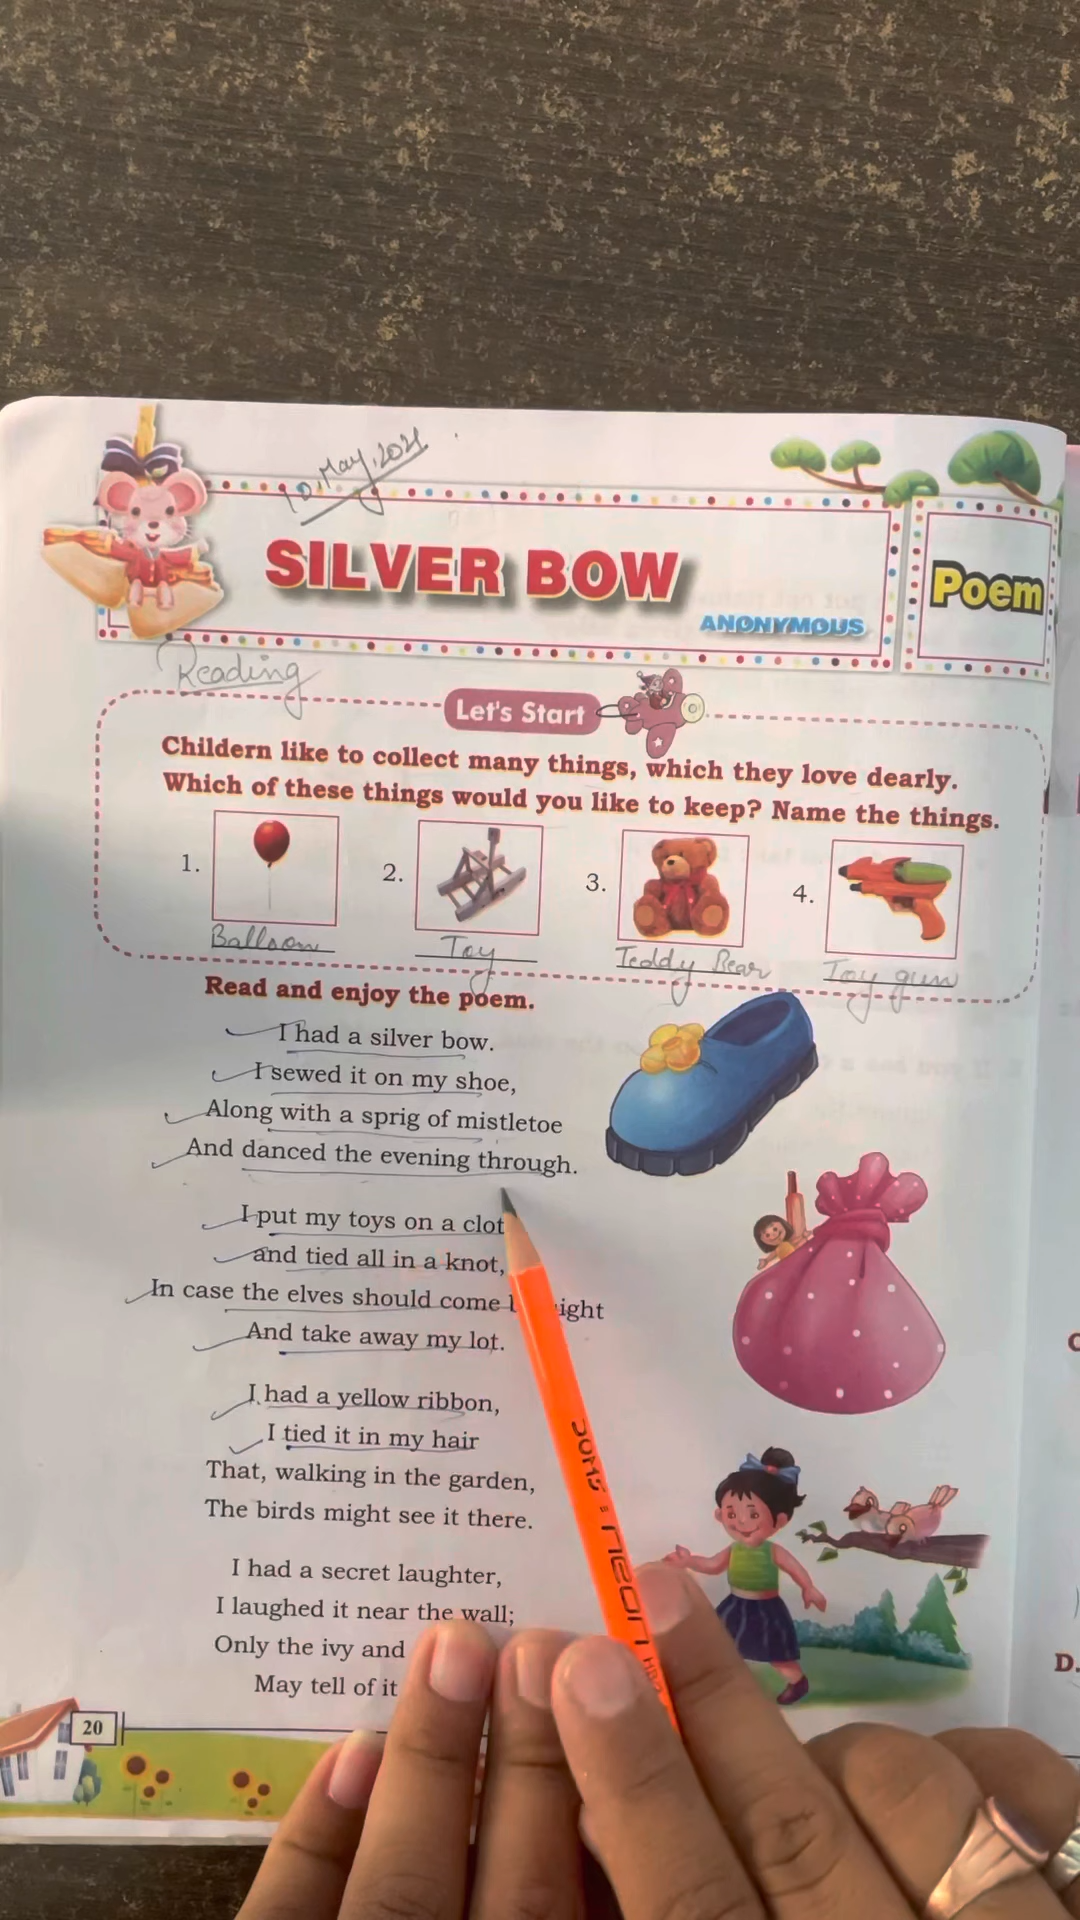 10, May, 2021
SILVER BOW
Poem
ANONYMOUS
Reading
Let's Start
Childern like to collect many things, which they love dearly.
Which of these things would you like to keep? Name the things.
1. 2. 3. 4.
Balloon Toy Teddy Bear Toy gun
Read and enjoy the poem.
I had a silver bow.
I sewed it on my shoe,
Along with a sprig of mistletoe
And danced the evening through.
I put my toys on a clot
and tied all in a knot,
In case the elves should come ight
And take away my lot.
I had a yellow ribbon,
I tied it in my hair
That, walking in the garden,
The birds might see it there.
I had a secret laughter,
I laughed it near the wall;
Only the ivy and
May tell of it
20
D.
DOMS neon HB